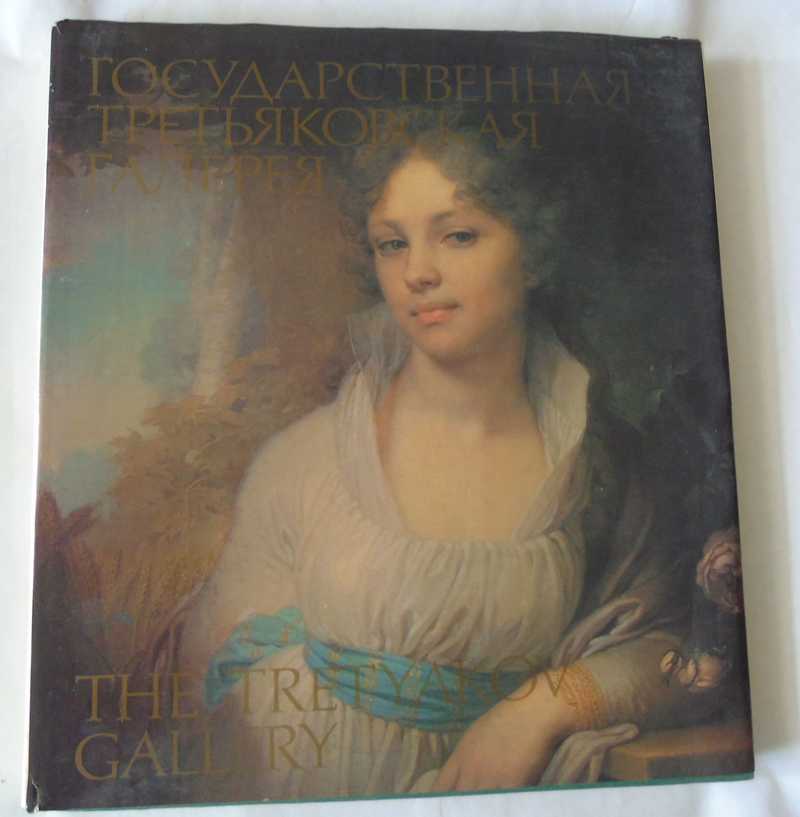 ГОСУДАРСТВЕННАЯ
ТРЕТЬЯКОВСКАЯ
ГАЛЕРЕЯ
THE TRETYAKOV
GALLERY